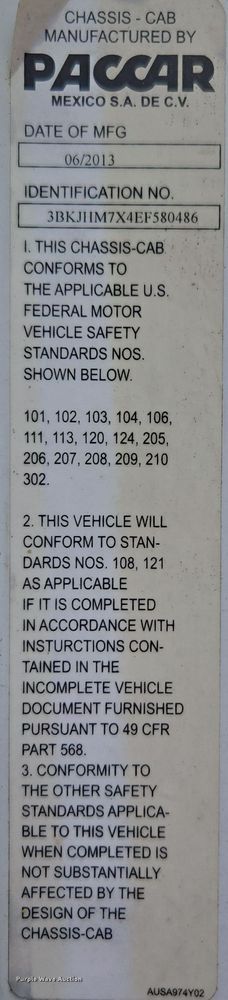 CHASSIS - CAB
MANUFACTURED BY
PACCAR
MEXICO S.A. DE C.V.
DATE OF MFG
06/2013
IDENTIFICATION NO.
3BKJHM7X4EF580486
I. THIS CHASSIS-CAB
CONFORMS TO
THE APPLICABLE U.S.
FEDERAL MOTOR
VEHICLE SAFETY
STANDARDS NOS.
SHOWN BELOW.
101, 102, 103, 104, 106,
111, 113, 120, 124, 205,
206, 207, 208, 209, 210
302.
2. THIS VEHICLE WILL
CONFORM TO STAN-
DARDS NOS. 108, 121
AS APPLICABLE
IF IT IS COMPLETED
IN ACCORDANCE WITH
INSTURCTIONS CON-
TAINED IN THE
INCOMPLETE VEHICLE
DOCUMENT FURNISHED
PURSUANT TO 49 CFR
PART 568.
3. CONFORMITY TO
THE OTHER SAFETY
STANDARDS APPLICA-
BLE TO THIS VEHICLE
WHEN COMPLETED IS
NOT SUBSTANTIALLY
AFFECTED BY THE
DESIGN OF THE
CHASSIS-CAB
Purple Wave Auction
AUSA974Y02